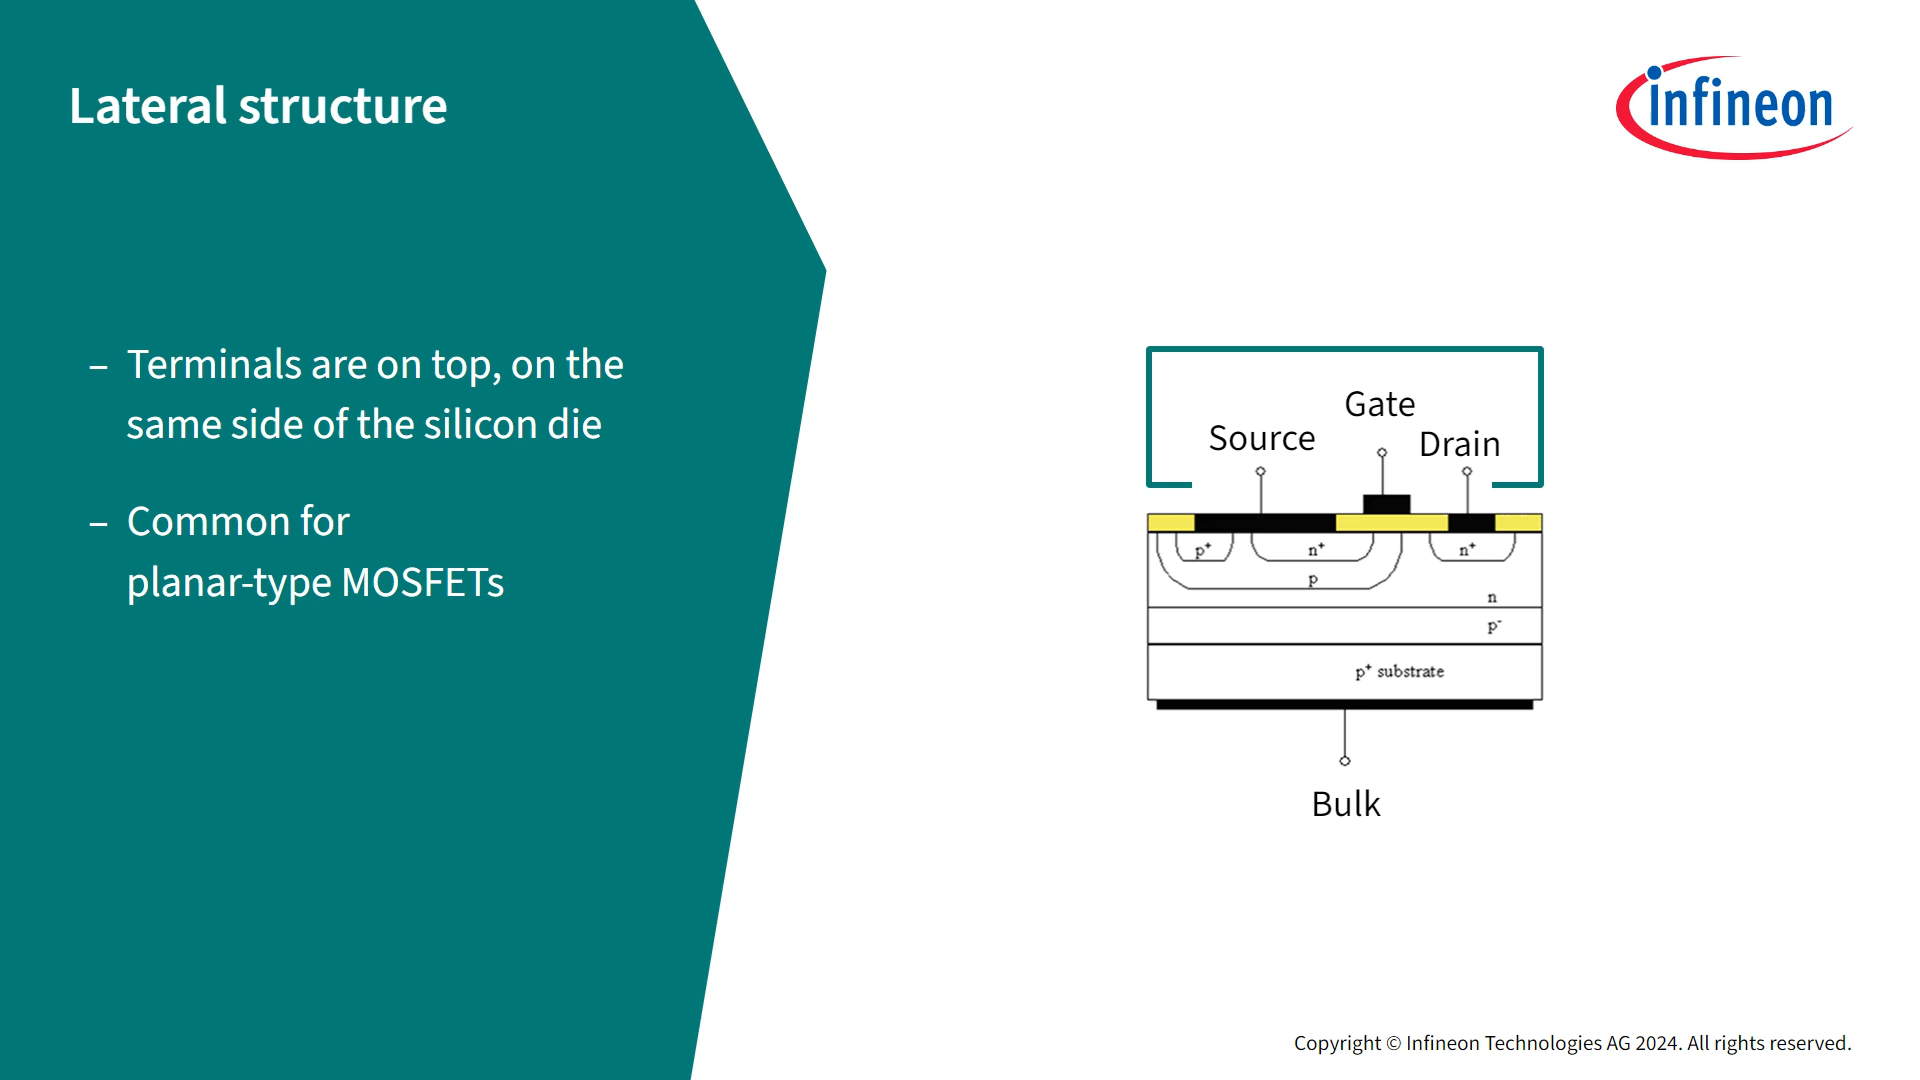 Lateral structure
infineon
– Terminals are on top, on the
same side of the silicon die
– Common for
planar-type MOSFETs
Gate
Source
Drain
p⁺
n⁺
n⁺
p
n
p⁻
p⁺ substrate
Bulk
Copyright © Infineon Technologies AG 2024. All rights reserved.